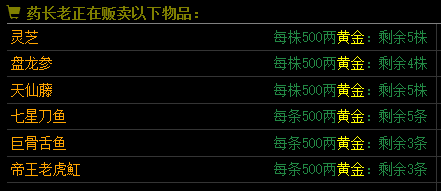 药长老正在贩卖以下物品：
灵芝 每株500两黄金：剩余5株
盘龙参 每株500两黄金：剩余4株
天仙藤 每株500两黄金：剩余5株
七星刀鱼 每条500两黄金：剩余5条
巨骨舌鱼 每条500两黄金：剩余3条
帝王老虎魟 每条500两黄金：剩余3条